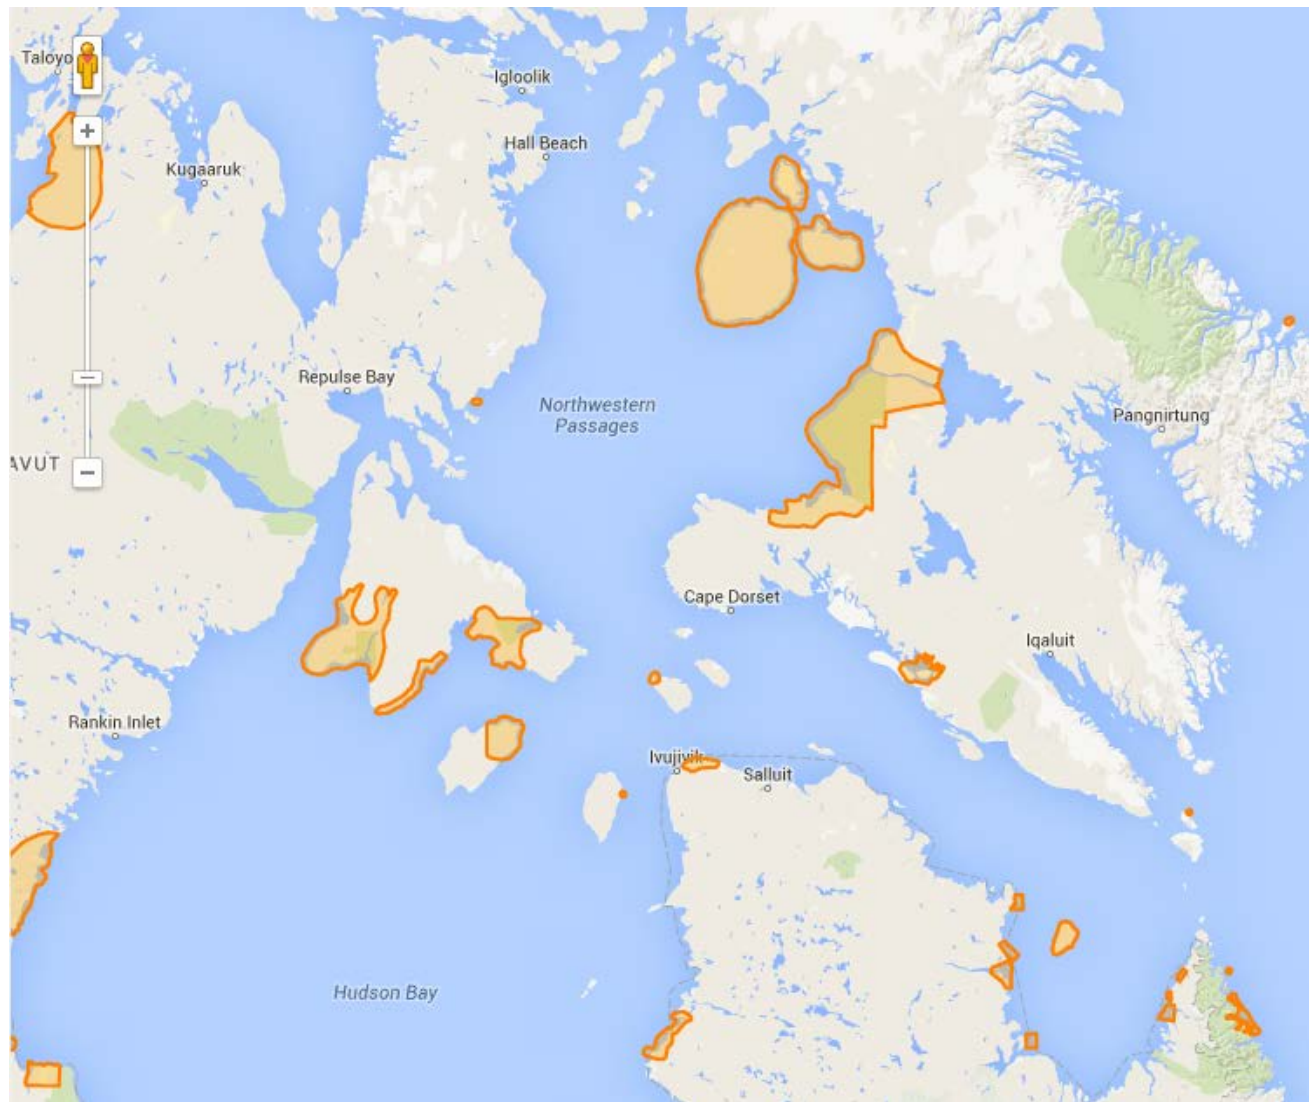 Taloyo
Igloolik
Hall Beach
Kugaaruk
Repulse Bay
Northwestern
Passages
Pangnirtung
AVUT
Cape Dorset
Iqaluit
Rankin Inlet
Ivujivik
Salluit
Hudson Bay